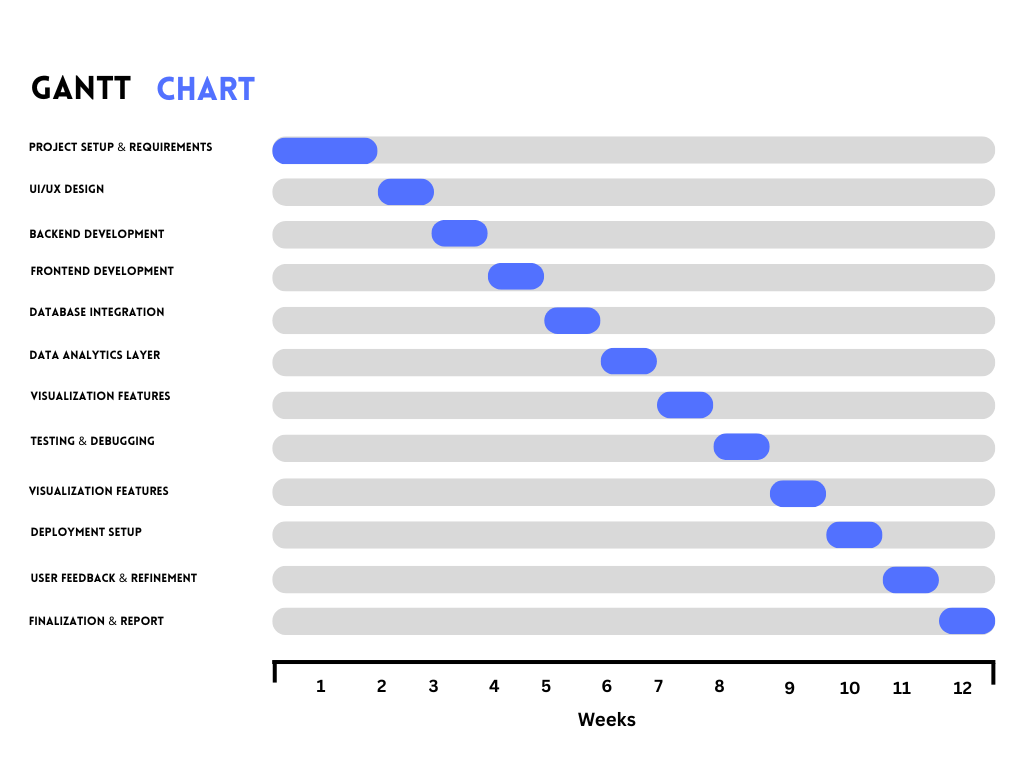 GANTT CHART
PROJECT SETUP & REQUIREMENTS
UI/UX DESIGN
BACKEND DEVELOPMENT
FRONTEND DEVELOPMENT
DATABASE INTEGRATION
DATA ANALYTICS LAYER
VISUALIZATION FEATURES
TESTING & DEBUGGING
VISUALIZATION FEATURES
DEPLOYMENT SETUP
USER FEEDBACK & REFINEMENT
FINALIZATION & REPORT
1 2 3 4 5 6 7 8 9 10 11 12
Weeks